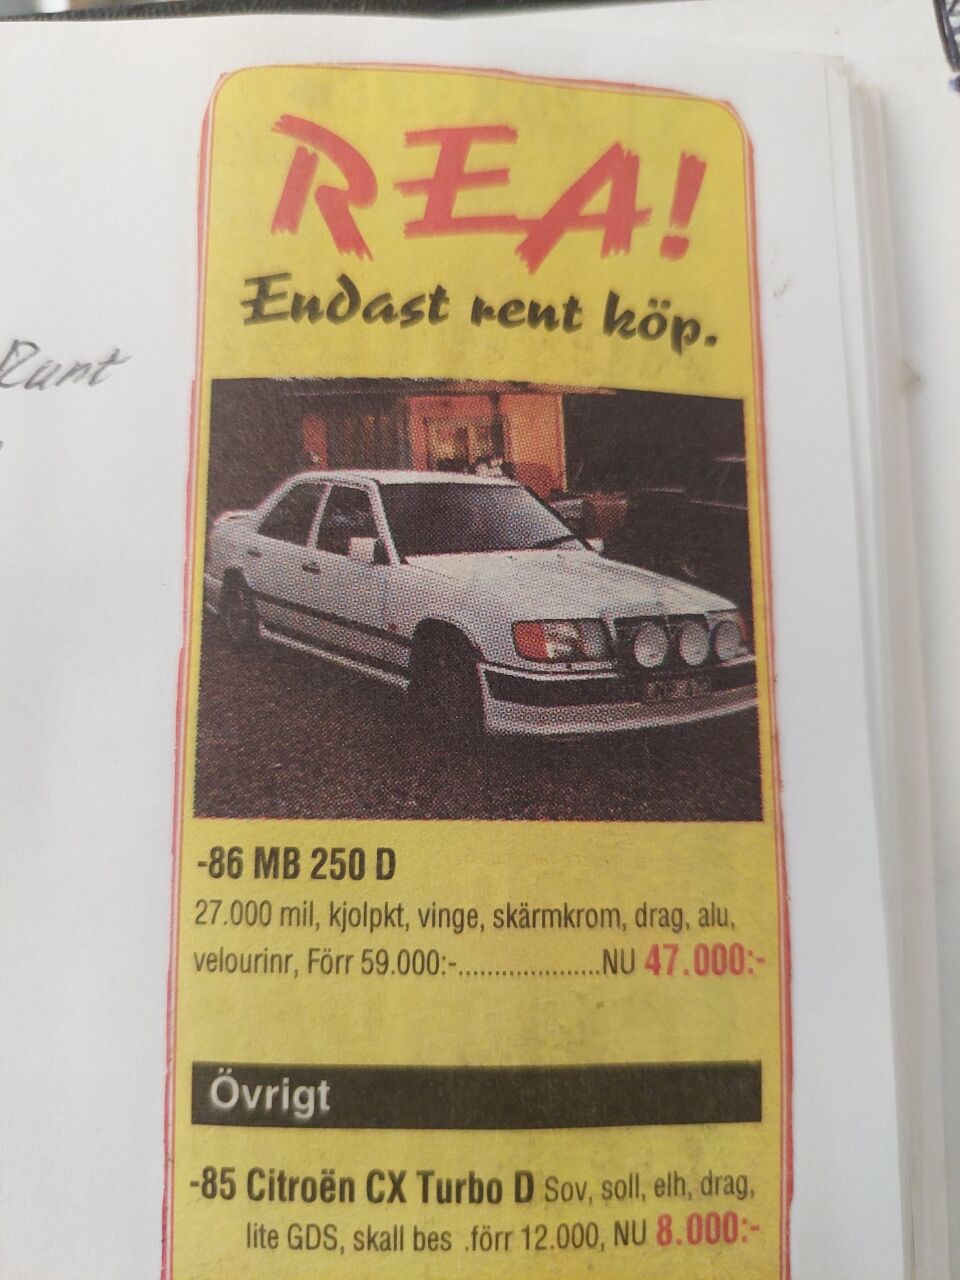 REA!
Endast rent köp.
Runt
-86 MB 250 D
27.000 mil, kjolpkt, vinge, skärmkrom, drag, alu,
velourinr, Förr 59.000:-....................NU 47.000:-
Övrigt
-85 Citroën CX Turbo D Sov, soll, elh, drag,
lite GDS, skall bes .förr 12.000, NU 8.000:-